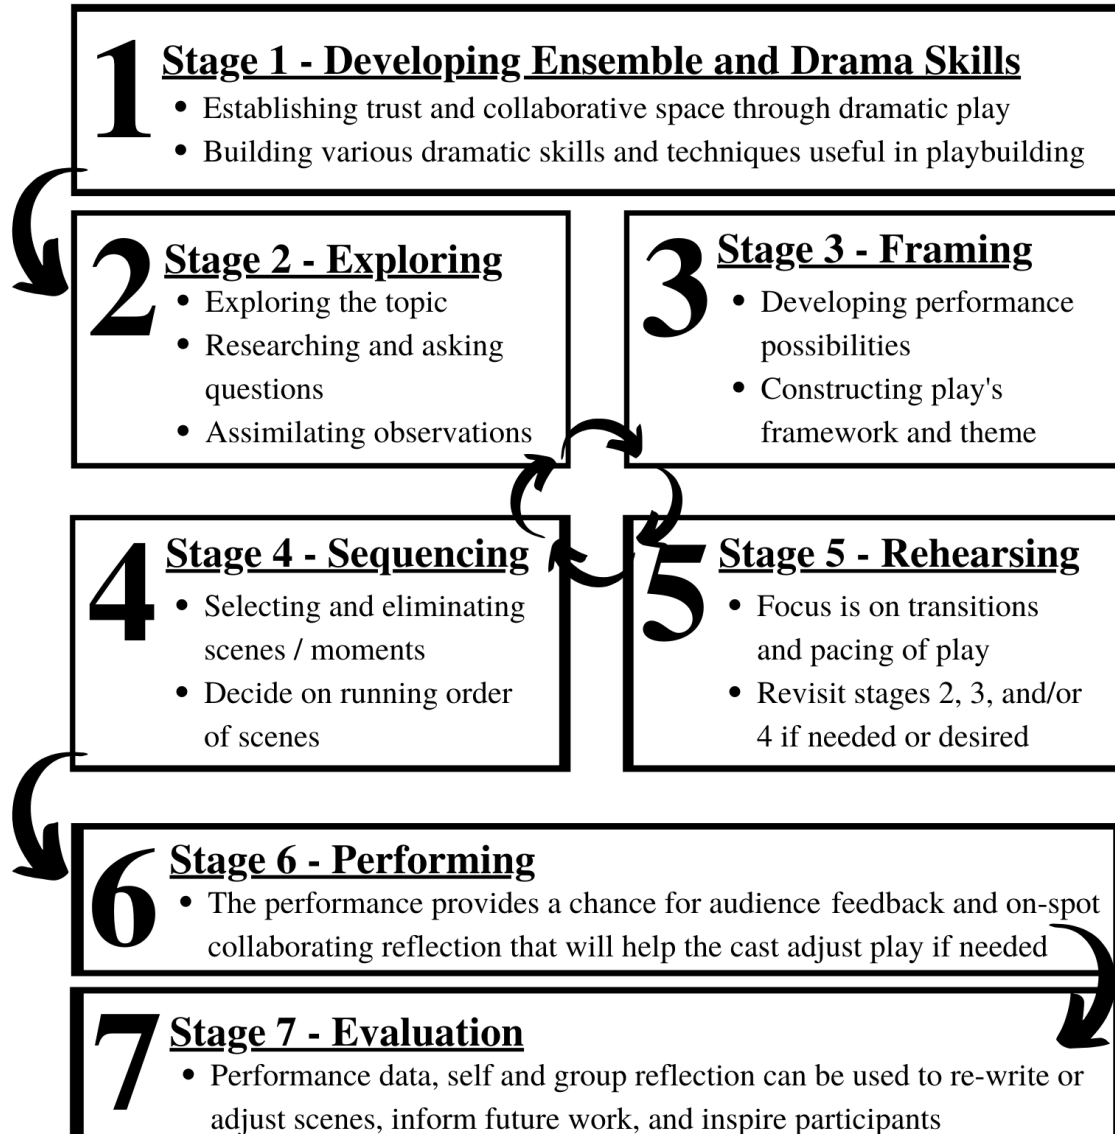 1
Stage 1 - Developing Ensemble and Drama Skills
• Establishing trust and collaborative space through dramatic play
• Building various dramatic skills and techniques useful in playbuilding
2
Stage 2 - Exploring
• Exploring the topic
• Researching and asking
questions
• Assimilating observations
3
Stage 3 - Framing
• Developing performance
possibilities
• Constructing play's
framework and theme
4
Stage 4 - Sequencing
• Selecting and eliminating
scenes / moments
• Decide on running order
of scenes
5
Stage 5 - Rehearsing
• Focus is on transitions
and pacing of play
• Revisit stages 2, 3, and/or
4 if needed or desired
6
Stage 6 - Performing
• The performance provides a chance for audience feedback and on-spot
collaborating reflection that will help the cast adjust play if needed
7
Stage 7 - Evaluation
• Performance data, self and group reflection can be used to re-write or
adjust scenes, inform future work, and inspire participants